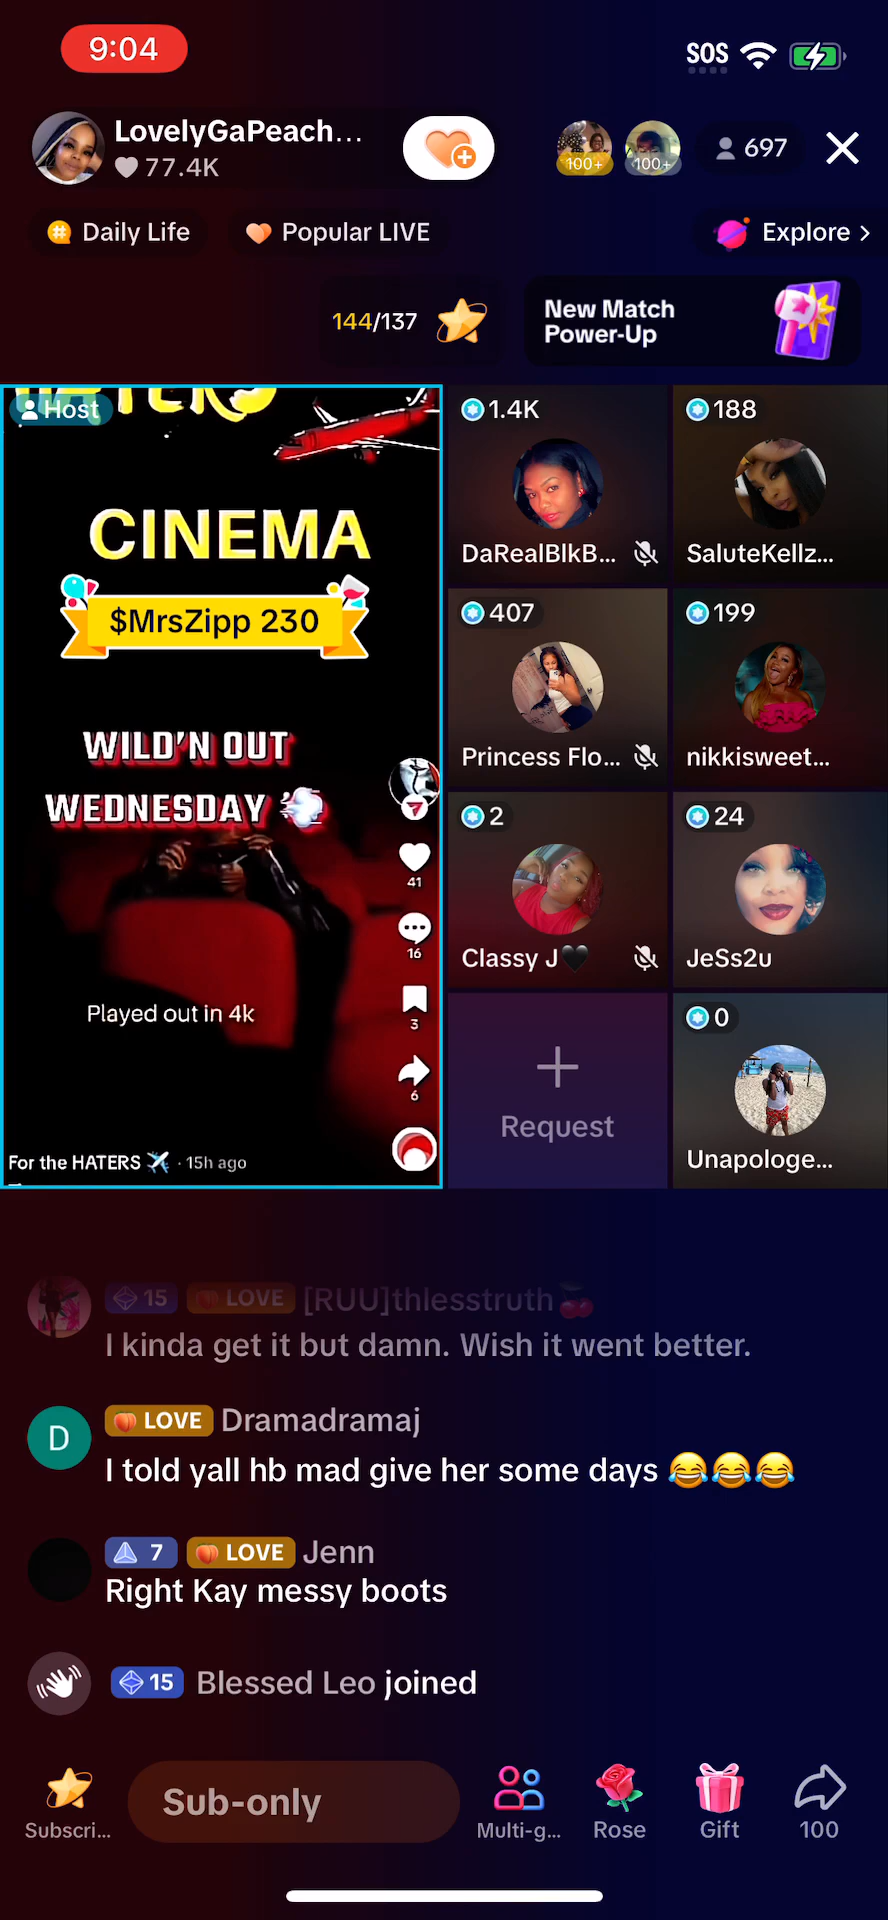 9:04
SOS
LovelyGaPeach...
77.4K
100+
100+
697
Daily Life
Popular LIVE
Explore >
144/137
New Match
Power-Up
HATERS
Host
CINEMA
$MrsZipp 230
WILD'N OUT
WEDNESDAY
41
16
Played out in 4k
3
6
For the HATERS ✈️ · 15h ago
1.4K
DaRealBlkB...
188
SaluteKellz...
407
Princess Flo...
199
nikkisweet...
2
Classy J🖤
24
JeSs2u
Request
0
Unapologe...
15 LOVE [RUU]thlesstruth🍒
I kinda get it but damn. Wish it went better.
D
LOVE Dramadramaj
I told yall hb mad give her some days 😂😂😂
7 LOVE Jenn
Right Kay messy boots
15 Blessed Leo joined
Sub-only
Subscri...
Multi-g...
Rose
Gift
100